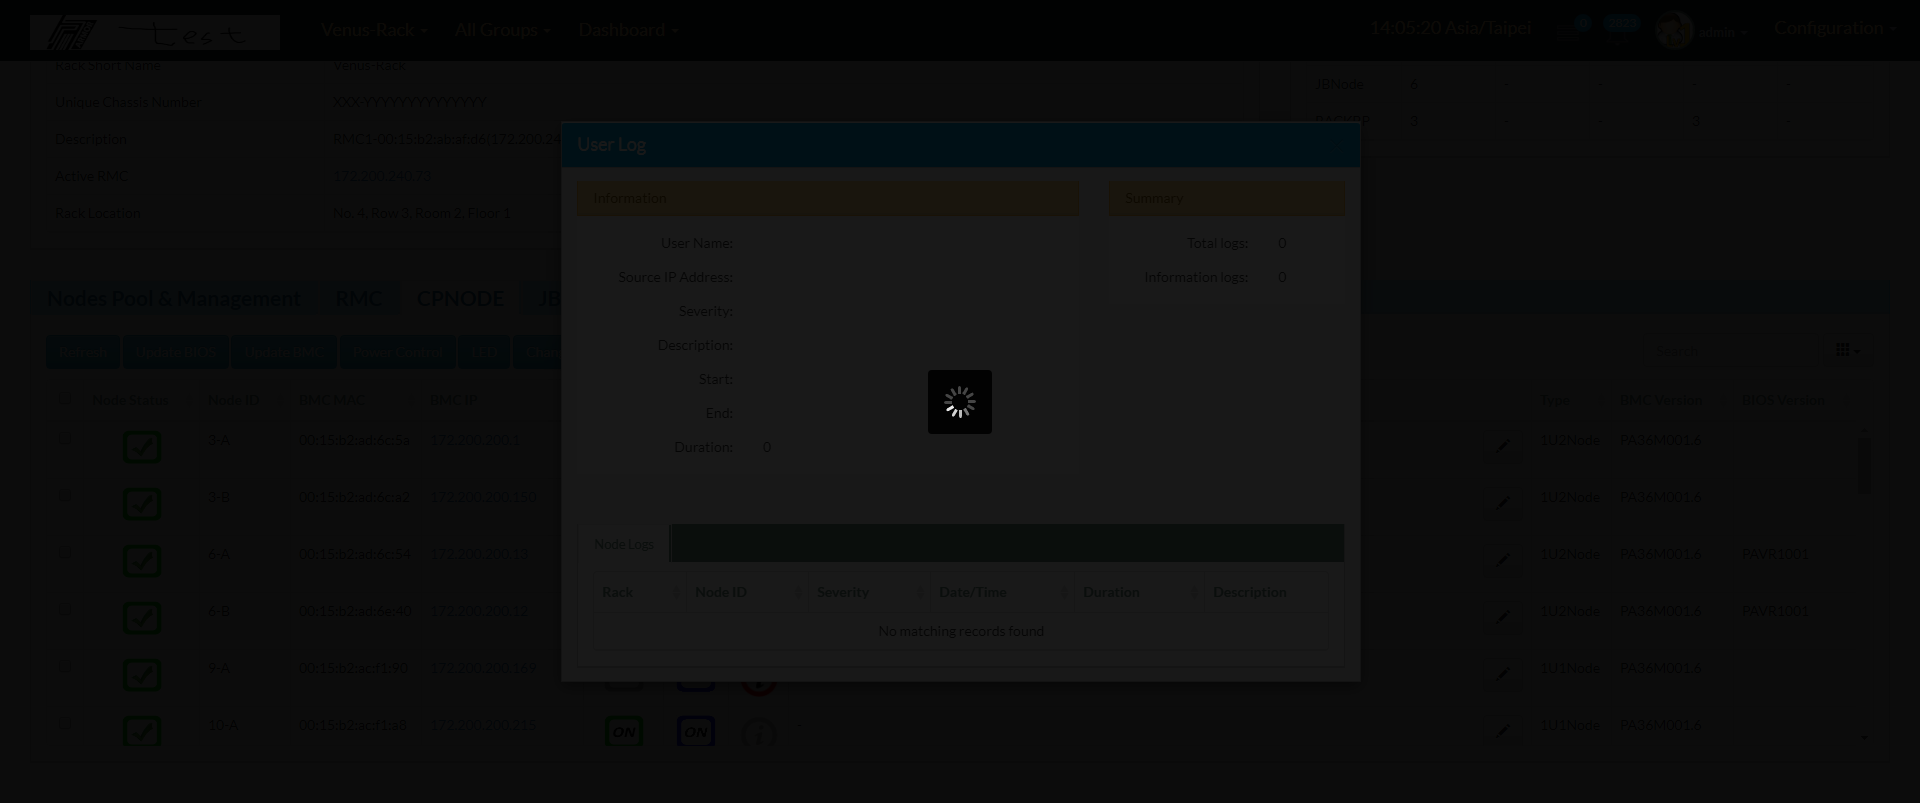 test
Venus-Rack
All Groups
Dashboard
14:05:20 Asia/Taipei
admin
Configuration
Rack Short Name Venus-Rack
Unique Chassis Number XXX-YYYYYYYYYYYYYY
Description RMC1-00:15:b2:ab:af:d6(172.200.24
Active RMC 172.200.240.73
Rack Location No. 4, Row 3, Room 2, Floor 1
JBNode 6 - - - -
3 - - 3 -
User Log
Information
User Name:
Source IP Address:
Severity:
Description:
Start:
End:
Duration: 0
Summary
Total logs: 0
Information logs: 0
Node Logs
Rack Node ID Severity Date/Time Duration Description
No matching records found
Nodes Pool & Management RMC CPNODE JB
Refresh Update BIOS Update BMC Power Control LED Chan
Search
Node Status Node ID BMC MAC BMC IP Type BMC Version BIOS Version
3-A 00:15:b2:ad:6c:5a 172.200.200.1 1U2Node PA36M001.6
3-B 00:15:b2:ad:6c:a2 172.200.200.180 1U2Node PA36M001.6
6-A 00:15:b2:ad:6c:54 172.200.200.13 1U2Node PA36M001.6 PAVR1001
6-B 00:15:b2:ad:6e:40 172.200.200.12 1U2Node PA36M001.6 PAVR1001
9-A 00:15:b2:ac:f1:90 172.200.200.169 1U1Node PA36M001.6
10-A 00:15:b2:ac:f1:a8 172.200.200.215 ON ON - 1U1Node PA36M001.6